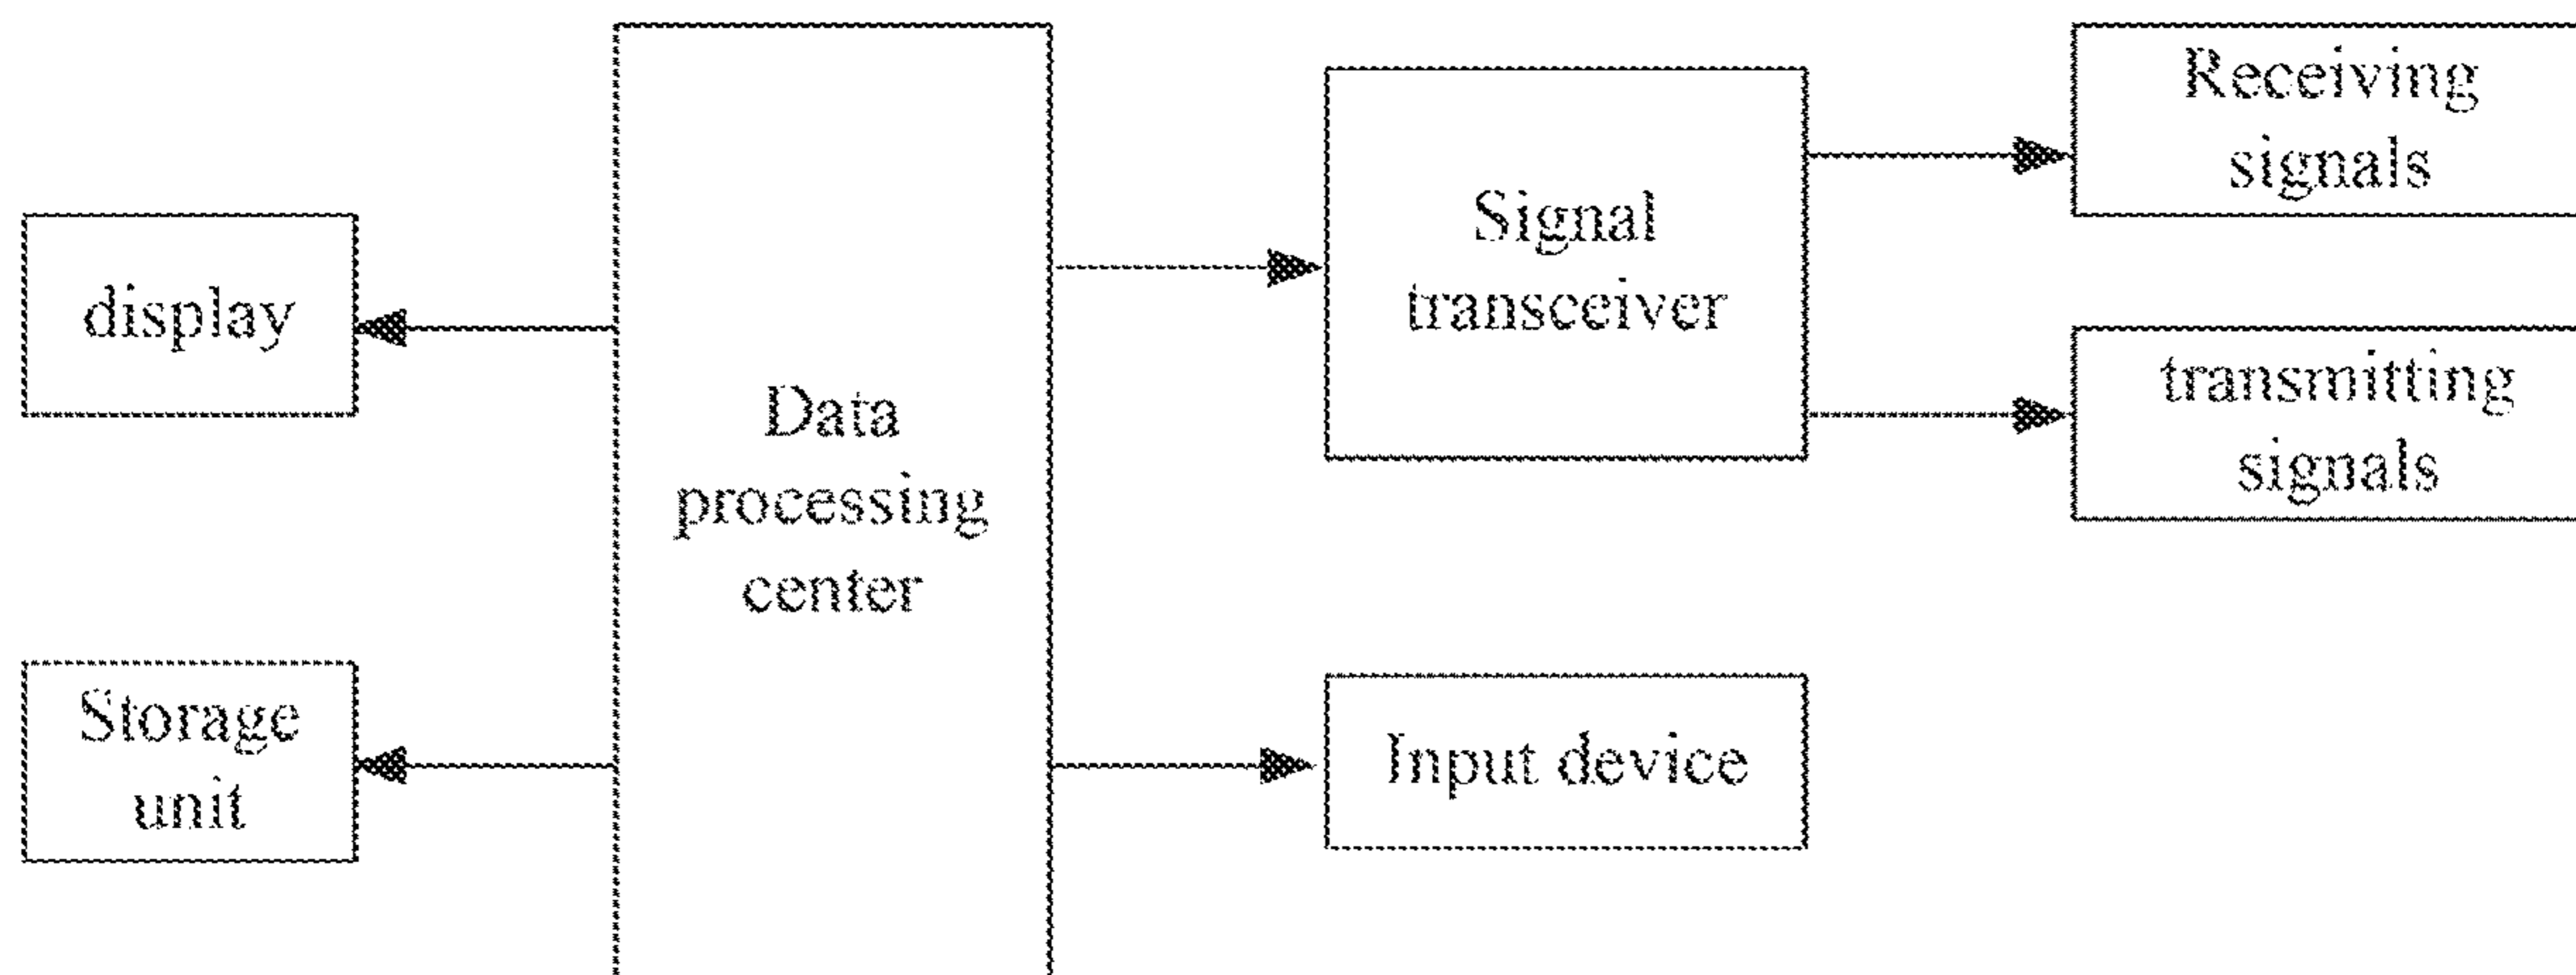 display
Storage
unit
Data
processing
center
Signal
transceiver
Input device
Receiving
signals
transmitting
signals